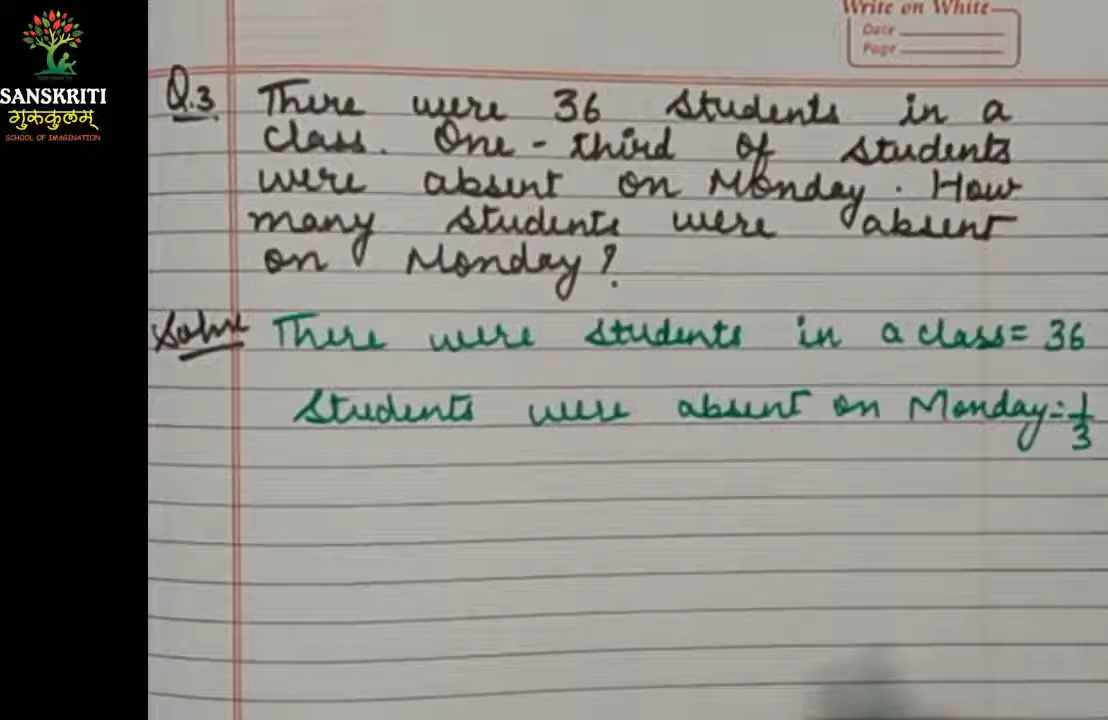 Write on White
Date
Page
SANSKRITI
गुरुकुलम्
SCHOOL OF IMAGINATION
Q.3 There were 36 students in a
class. One-third of students
were absent on Monday. How
many students were absent
on Monday?
Soln There were students in a class= 36
Students were absent on Monday= 1/3